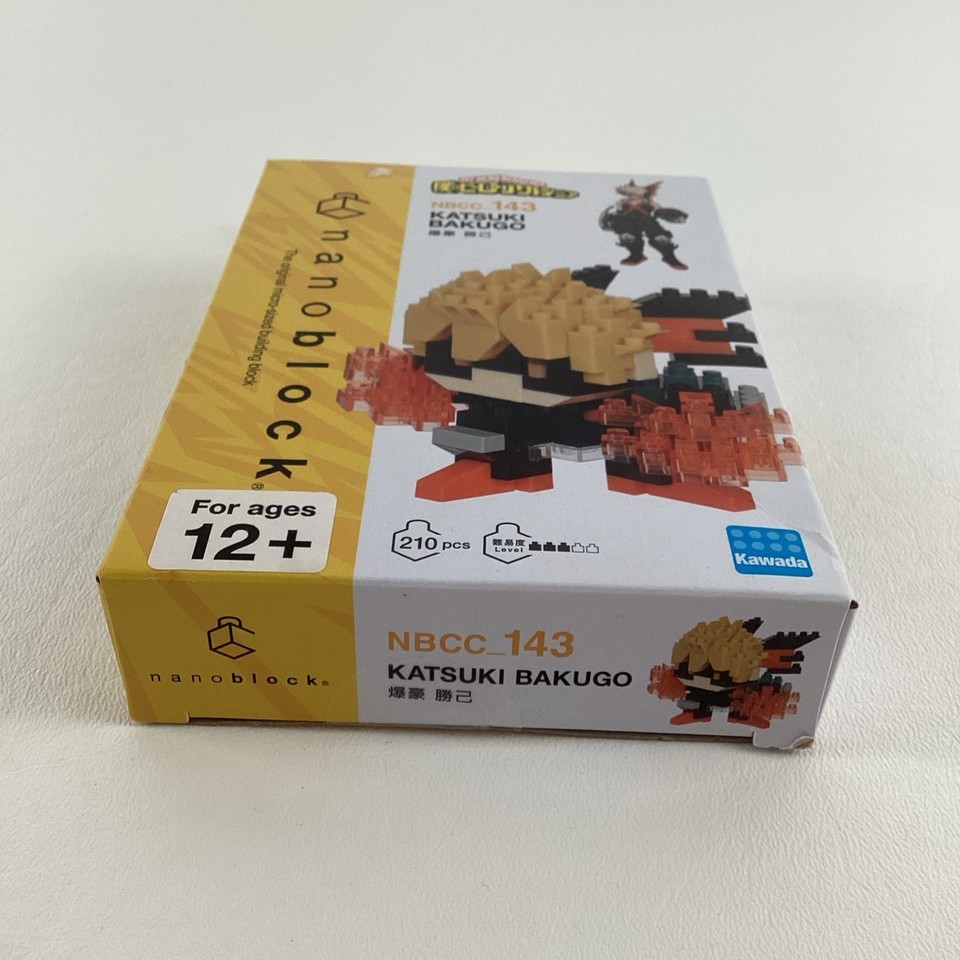 nanoblock®
The original micro-sized building block.
NBCC_143
KATSUKI
BAKUGO
爆豪 勝己
For ages
12+
210 pcs
難易度
Level
Kawada
nanoblock®
NBCC_143
KATSUKI BAKUGO
爆豪 勝己